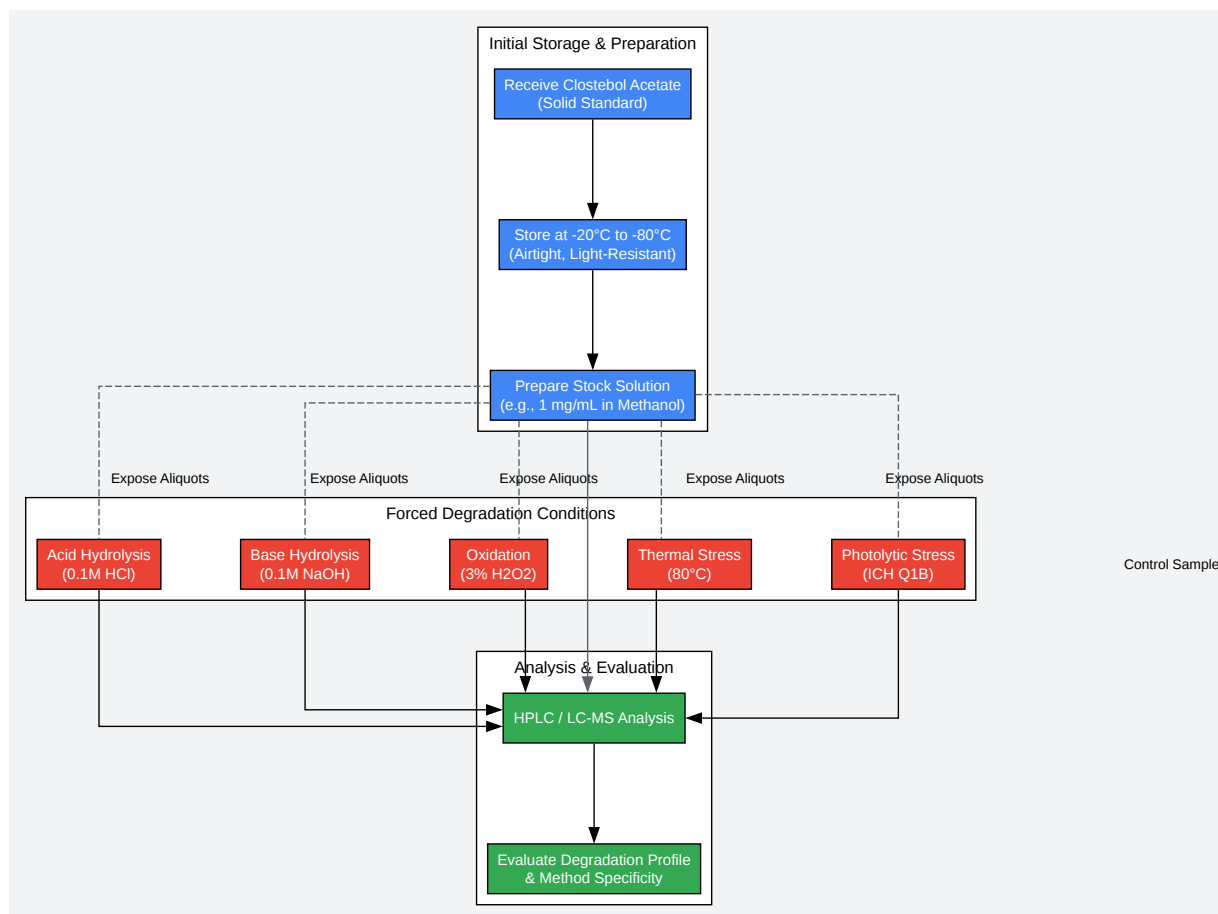 Initial Storage & Preparation
Receive Clostebol Acetate
(Solid Standard)
Store at -20°C to -80°C
(Airtight, Light-Resistant)
Prepare Stock Solution
(e.g., 1 mg/mL in Methanol)
Expose Aliquots
Expose Aliquots
Expose Aliquots
Expose Aliquots
Expose Aliquots
Forced Degradation Conditions
Acid Hydrolysis
(0.1M HCl)
Base Hydrolysis
(0.1M NaOH)
Oxidation
(3% H2O2)
Thermal Stress
(80°C)
Photolytic Stress
(ICH Q1B)
Control Sample
Analysis & Evaluation
HPLC / LC-MS Analysis
Evaluate Degradation Profile
& Method Specificity